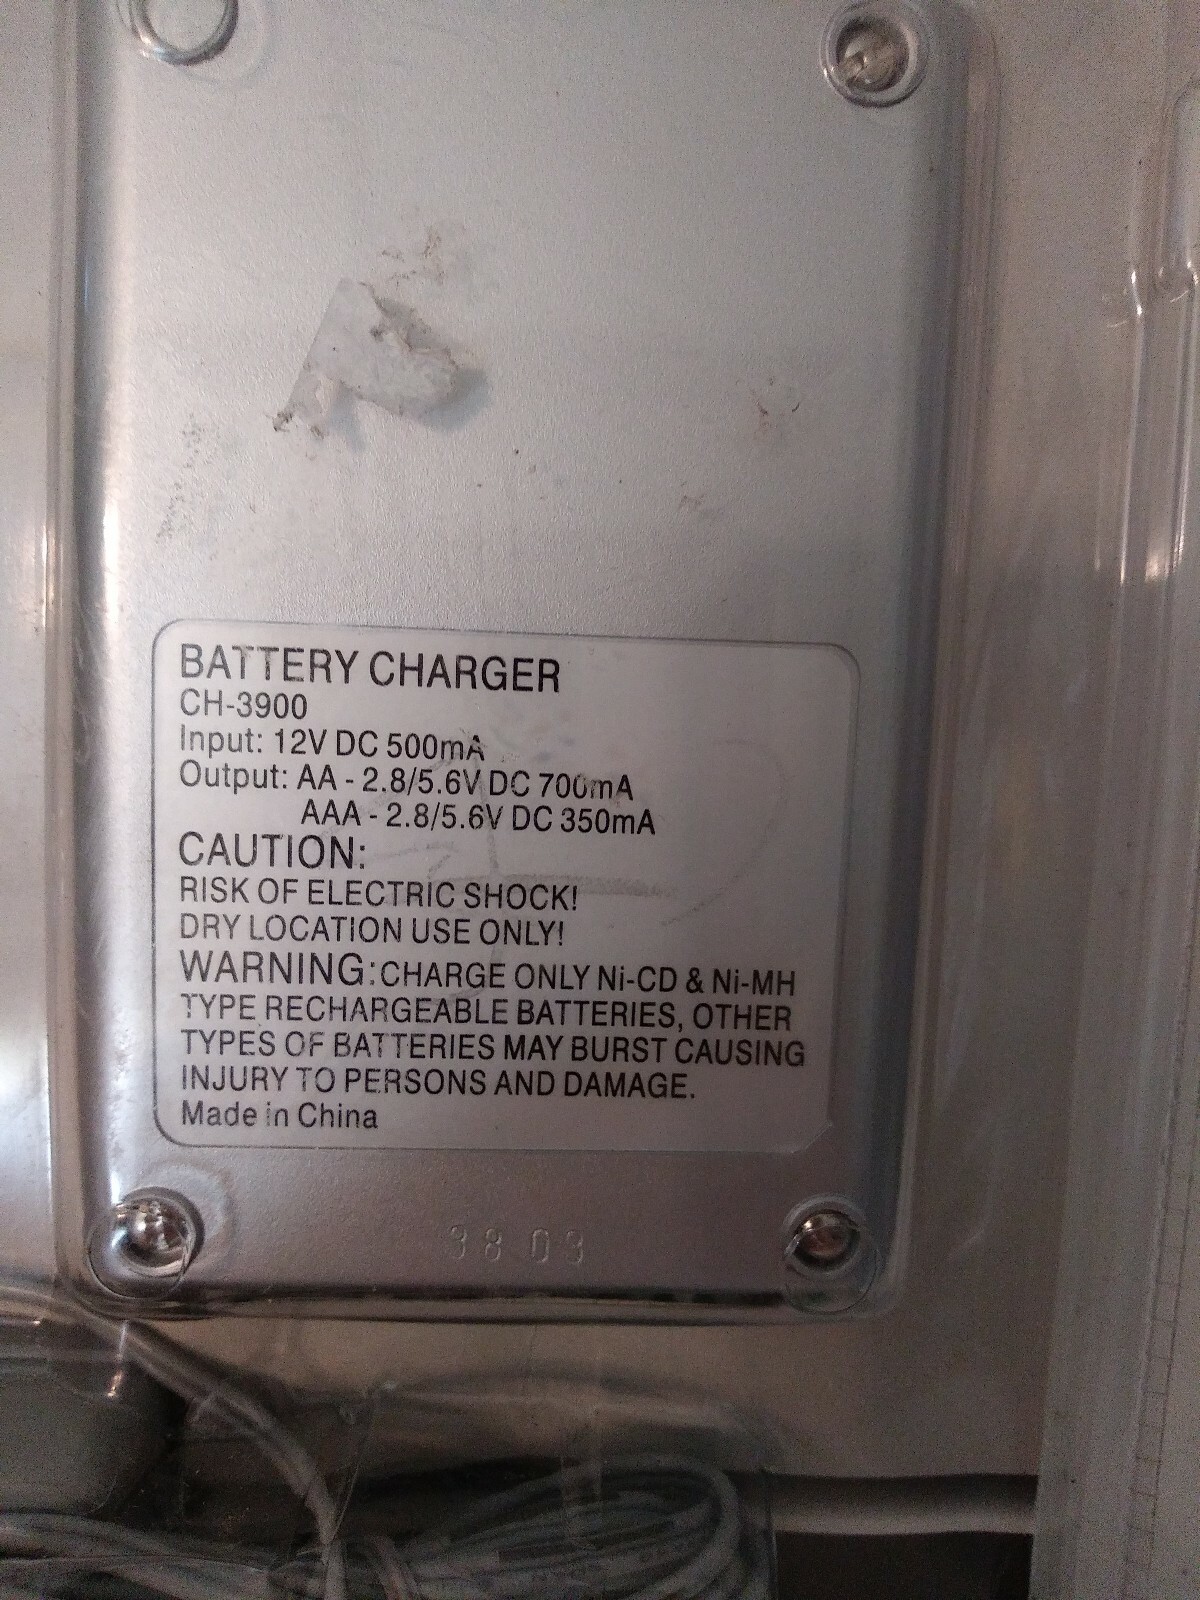 BATTERY CHARGER
CH-3900
Input: 12V DC 500mA
Output: AA - 2.8/5.6V DC 700mA
AAA - 2.8/5.6V DC 350mA
CAUTION:
RISK OF ELECTRIC SHOCK!
DRY LOCATION USE ONLY!
WARNING:CHARGE ONLY Ni-CD & Ni-MH
TYPE RECHARGEABLE BATTERIES, OTHER
TYPES OF BATTERIES MAY BURST CAUSING
INJURY TO PERSONS AND DAMAGE.
Made in China
3803